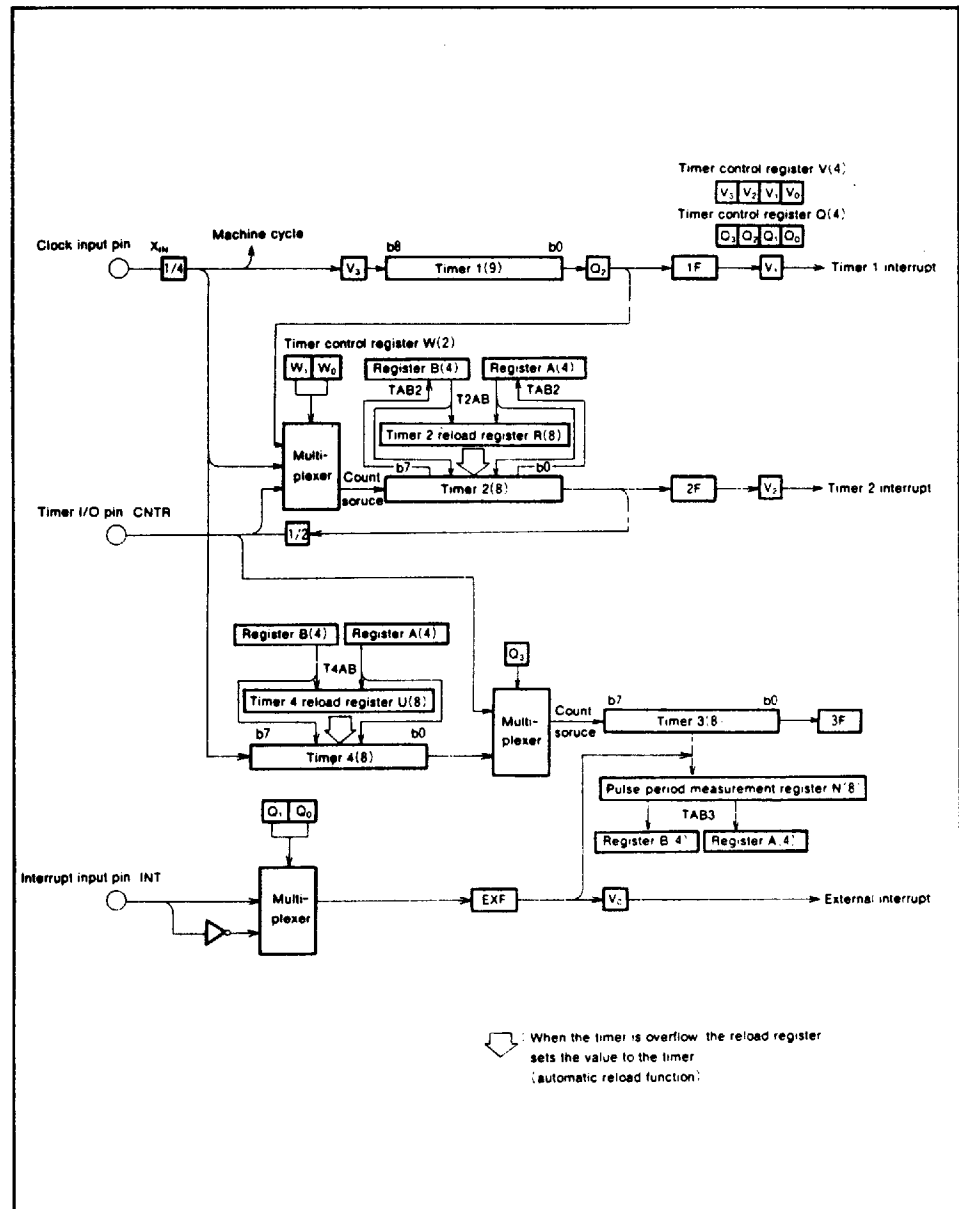 Timer control register V(4)
V₃ V₂ V₁ V₀
Timer control register Q(4)
Q₃ Q₂ Q₁ Q₀
Clock input pin
XIN
1/4
Machine cycle
V₃
b8
b0
Timer 1(9)
Q₂
1F
V₁
Timer 1 interrupt
Timer control register W(2)
W₁ W₀
Register B(4)
Register A(4)
TAB2
T2AB
TAB2
Timer 2 reload register R(8)
Multi-
plexer
Count
soruce
b7
b0
Timer 2(8)
2F
V₂
Timer 2 interrupt
Timer I/O pin CNTR
1/2
Register B(4)
Register A(4)
T4AB
Timer 4 reload register U(8)
b7
b0
Timer 4(8)
Q₃
Multi-
plexer
Count
soruce
b7
b0
Timer 3(8
3F
Pulse period measurement register N(8)
TAB3
Register B(4)
Register A(4)
Q₁ Q₀
Interrupt input pin INT
Multi-
plexer
EXF
V₀
External interrupt
: When the timer is overflow the reload register
sets the value to the timer
(automatic reload function)